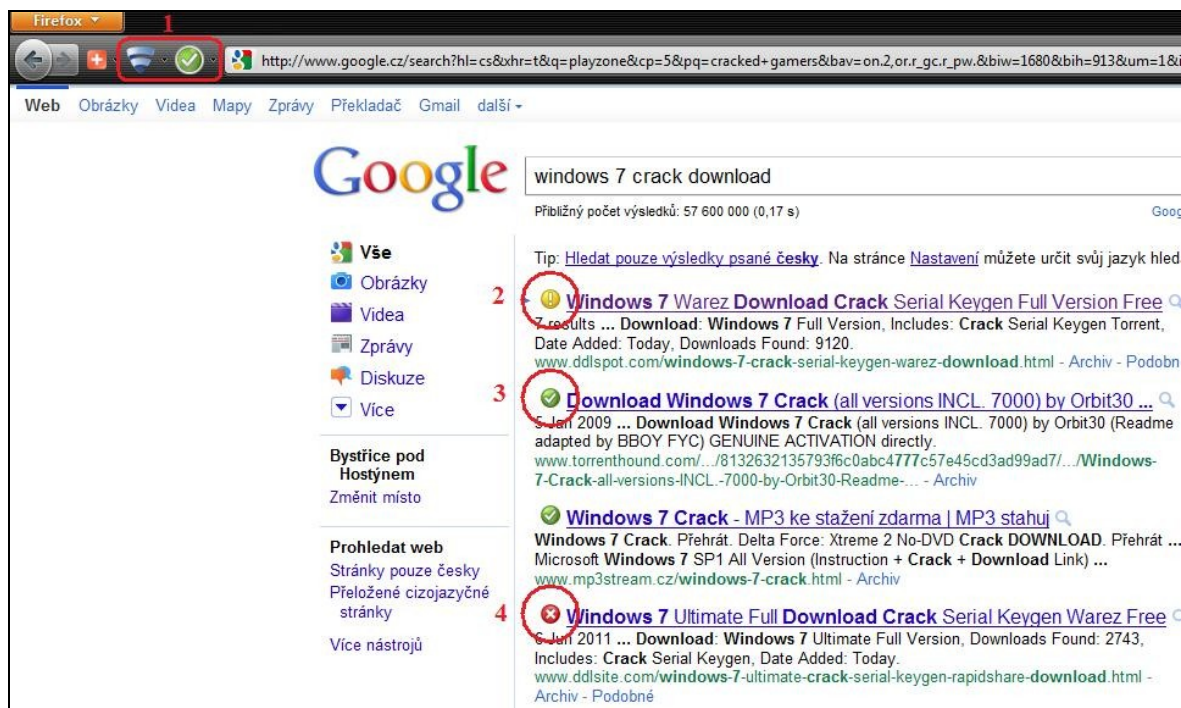 Firefox
1
http://www.google.cz/search?hl=cs&xhr=t&q=playzone&cp=5&pq=cracked+gamers&bav=on.2,or.r_gc.r_pw.&biw=1680&bih=913&um=1&i
Web Obrázky Videa Mapy Zprávy Překladač Gmail další
Google
windows 7 crack download
Přibližný počet výsledků: 57 600 000 (0,17 s) Goog
Vše
Obrázky
Videa
Zprávy
Diskuze
Více
Bystřice pod
Hostýnem
Změnit místo
Prohledat web
Stránky pouze česky
Přeložené cizojazyčné
stránky
Více nástrojů
Tip: Hledat pouze výsledky psané česky. Na stránce Nastavení můžete určit svůj jazyk hled
2
Windows 7 Warez Download Crack Serial Keygen Full Version Free
7 results ... Download: Windows 7 Full Version, Includes: Crack Serial Keygen Torrent,
Date Added: Today, Downloads Found: 9120.
www.ddlspot.com/windows-7-crack-serial-keygen-warez-download.html - Archiv - Podobn
3
Download Windows 7 Crack (all versions INCL. 7000) by Orbit30 ...
5 Jan 2009 ... Download Windows 7 Crack (all versions INCL. 7000) by Orbit30 (Readme
adapted by BBOY FYC) GENUINE ACTIVATION directly.
www.torrenthound.com/.../8132632135793f6c0abc4777c57e45cd3ad99ad7/.../Windows-
7-Crack-all-versions-INCL.-7000-by-Orbit30-Readme-... - Archiv
Windows 7 Crack - MP3 ke stažení zdarma | MP3 stahuj
Windows 7 Crack. Přehrát. Delta Force: Xtreme 2 No-DVD Crack DOWNLOAD. Přehrát ...
Microsoft Windows 7 SP1 All Version (Instruction + Crack + Download Link) ...
www.mp3stream.cz/windows-7-crack.html - Archiv
4
Windows 7 Ultimate Full Download Crack Serial Keygen Warez Free
6 Jun 2011 ... Download: Windows 7 Ultimate Full Version, Downloads Found: 2743,
Includes: Crack Serial Keygen, Date Added: Today.
www.ddlsite.com/windows-7-ultimate-crack-serial-keygen-rapidshare-download.html -
Archiv - Podobné